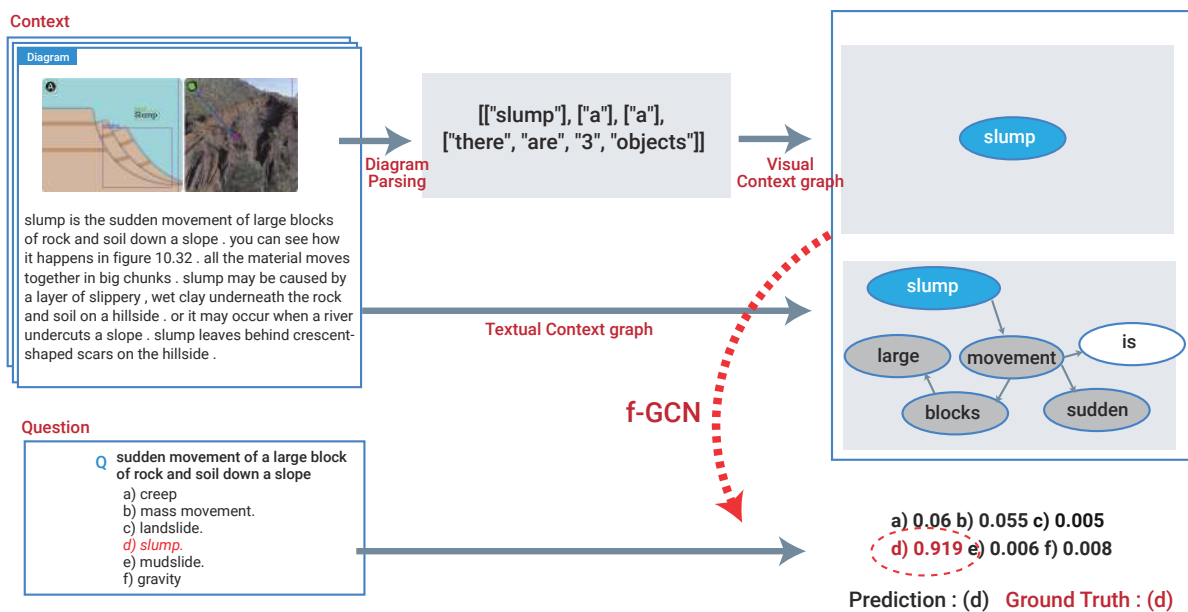 Context
Diagram
A
Slump
slump is the sudden movement of large blocks
of rock and soil down a slope . you can see how
it happens in figure 10.32 . all the material moves
together in big chunks . slump may be caused by
a layer of slippery , wet clay underneath the rock
and soil on a hillside . or it may occur when a river
undercuts a slope . slump leaves behind crescent-
shaped scars on the hillside .
Diagram
Parsing
[["slump"], ["a"], ["a"],
["there", "are", "3", "objects"]]
Visual
Context graph
slump
Textual Context graph
slump
large
movement
is
blocks
sudden
f-GCN
Question
Q sudden movement of a large block
of rock and soil down a slope
a) creep
b) mass movement.
c) landslide.
d) slump.
e) mudslide.
f) gravity
a) 0.06 b) 0.055 c) 0.005
d) 0.919 e) 0.006 f) 0.008
Prediction : (d) Ground Truth : (d)